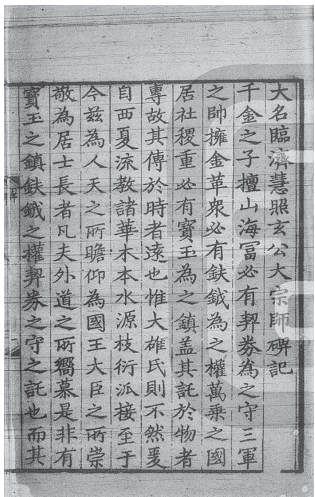 大名臨濟慧照玄公大宗師碑記
千金之子擅山海冨必有契券為之守三軍
之帥擁金革衆必有鈇鉞為之權萬乗之國
居社稷重必有寳玉為之鎮盖其託於物者
專故其傳於時者遠也惟大雄氏則不然爰
自西夏流教諸華木本水源枝衍派接至于
今兹為人天之所瞻仰為國王大臣之所崇
敬為居士長者凡夫外道之所嚮慕是非有
寳玉之鎮鈇鉞之權契券之守之託也而其